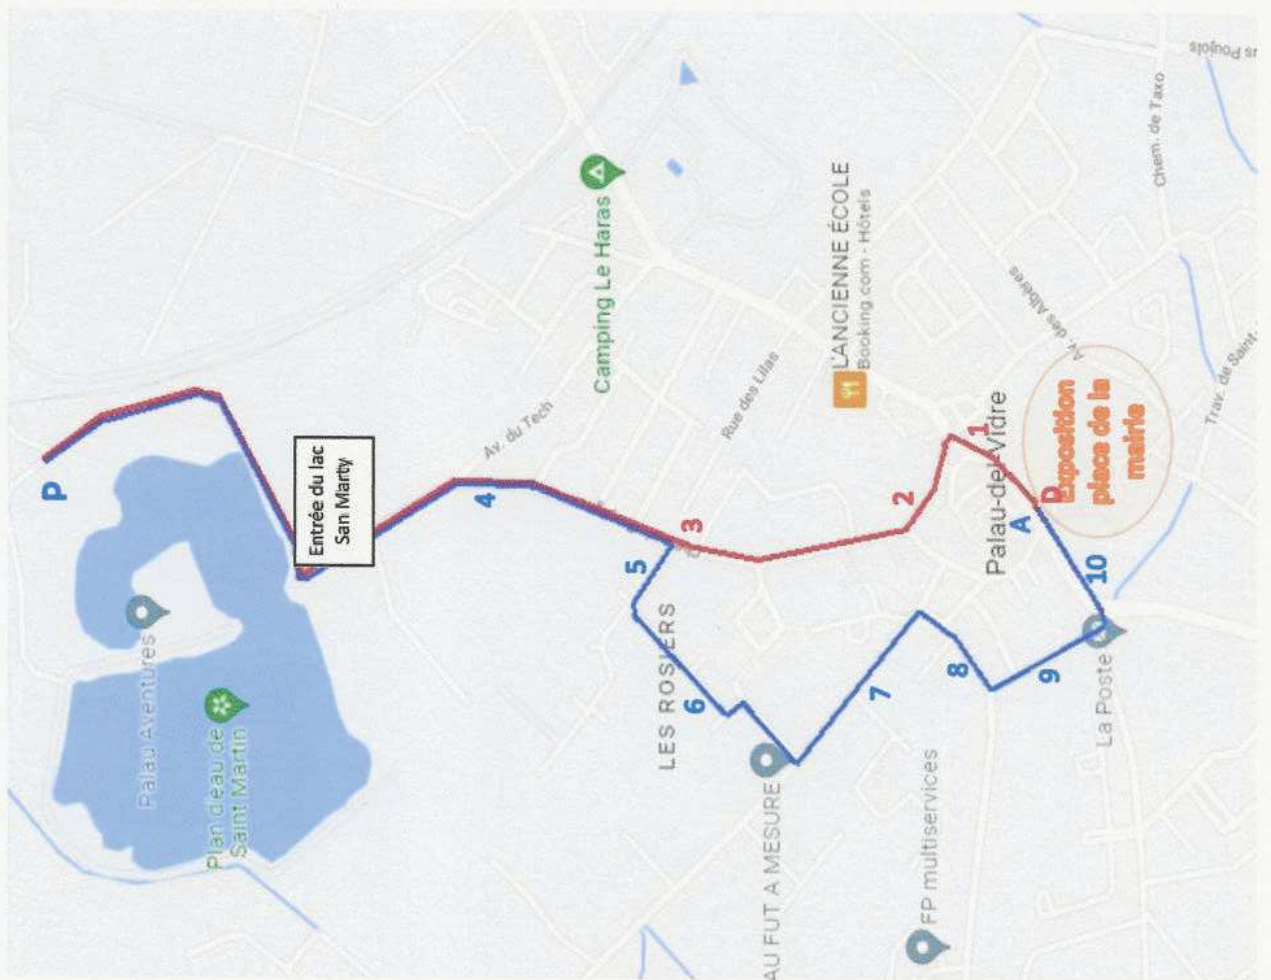 P
Entrée du lac
San Marty
Palau Aventures
Plan d'eau de
Saint Martin
Camping Le Haras
Av. du Tech
4
Rue des Lilas
L'ANCIENNE ÉCOLE
Booking.com - Hôtels
3
5
LES ROSIERS
6
AU FUT A MESURE
7
2
1
Palau-del-Vidre
D
A
Exposition
place de la
mairie
8
9
10
La Poste
FP multiservices
Av. des Albères
Chem. de Taxo
Trav. de Saint-
Poujols